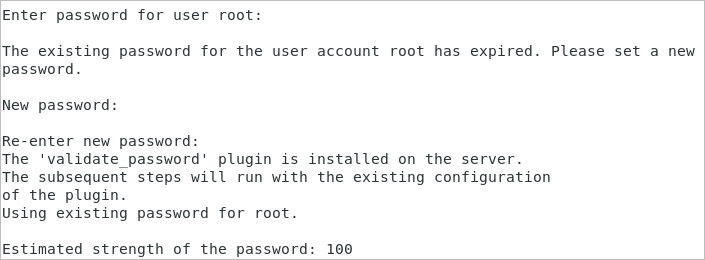 Enter password for user root:
The existing password for the user account root has expired. Please set a new
password.
New password:
Re-enter new password:
The 'validate_password' plugin is installed on the server.
The subsequent steps will run with the existing configuration
of the plugin.
Using existing password for root.
Estimated strength of the password: 100